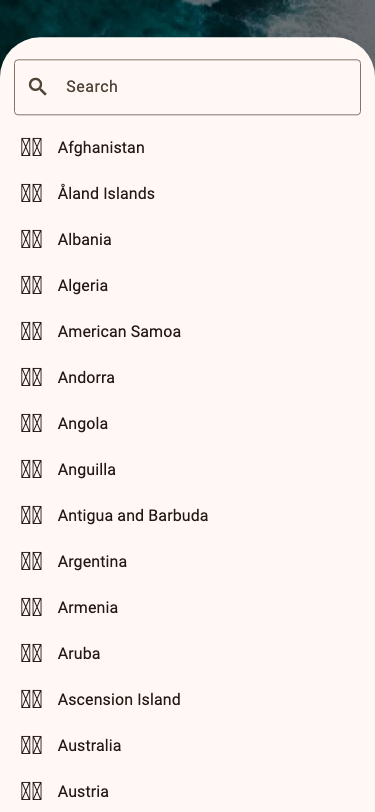 Search
Afghanistan
Åland Islands
Albania
Algeria
American Samoa
Andorra
Angola
Anguilla
Antigua and Barbuda
Argentina
Armenia
Aruba
Ascension Island
Australia
Austria